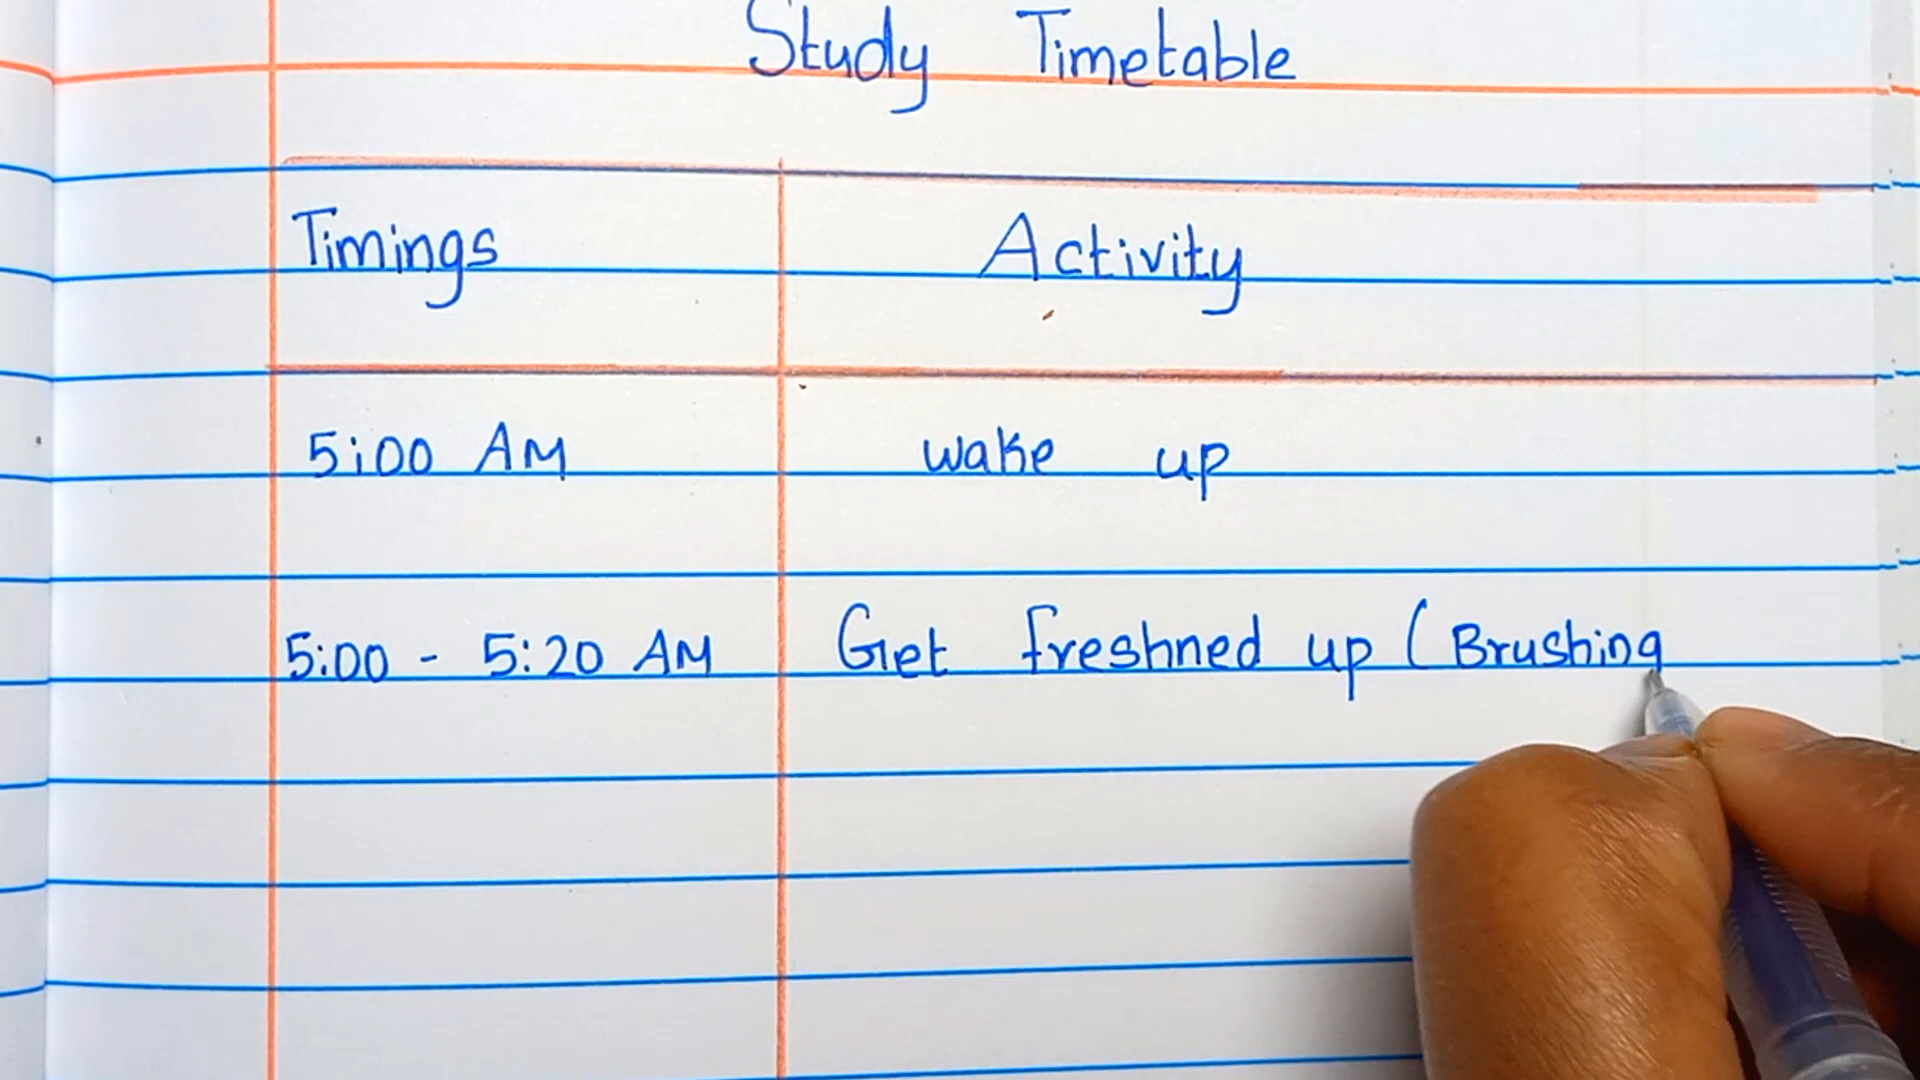 Study Timetable
Timings Activity
5:00 AM wake up
5:00 - 5:20 AM Get freshned up (Brushing